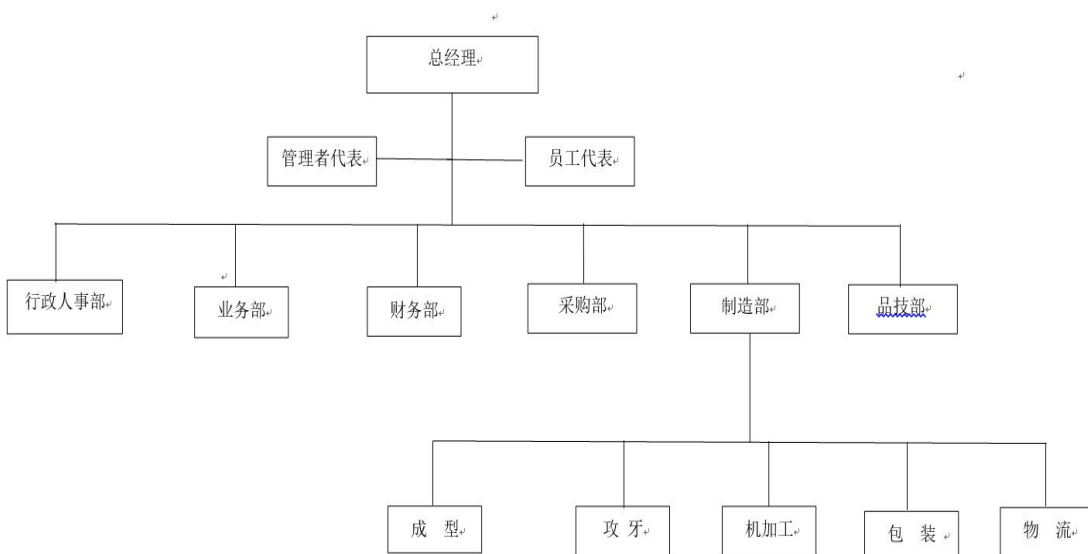 总经理
管理者代表
员工代表
行政人事部
业务部
财务部
采购部
制造部
品技部
成 型
攻 牙
机加工
包 装
物 流